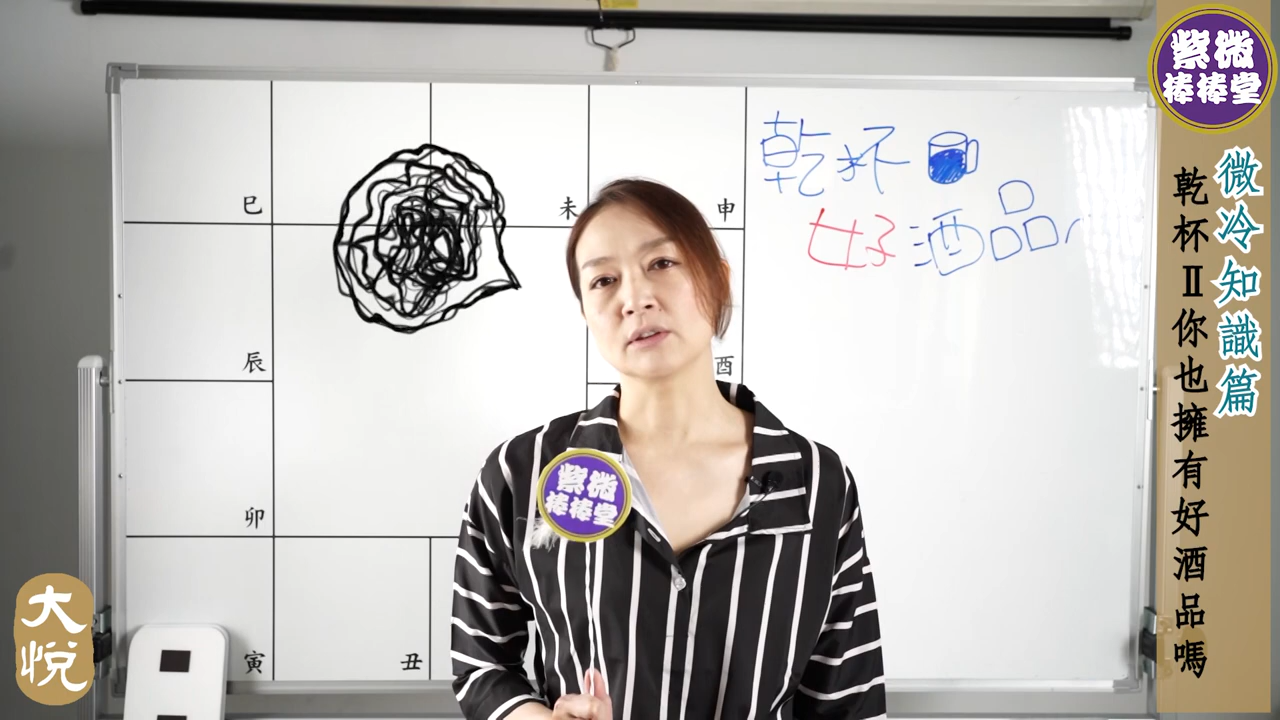 紫微
棒棒堂
微冷知識篇
乾杯Ⅱ你也擁有好酒品嗎
乾杯
好酒品
巳
未
申
辰
酉
卯
寅
丑
紫微
棒棒堂
大悅